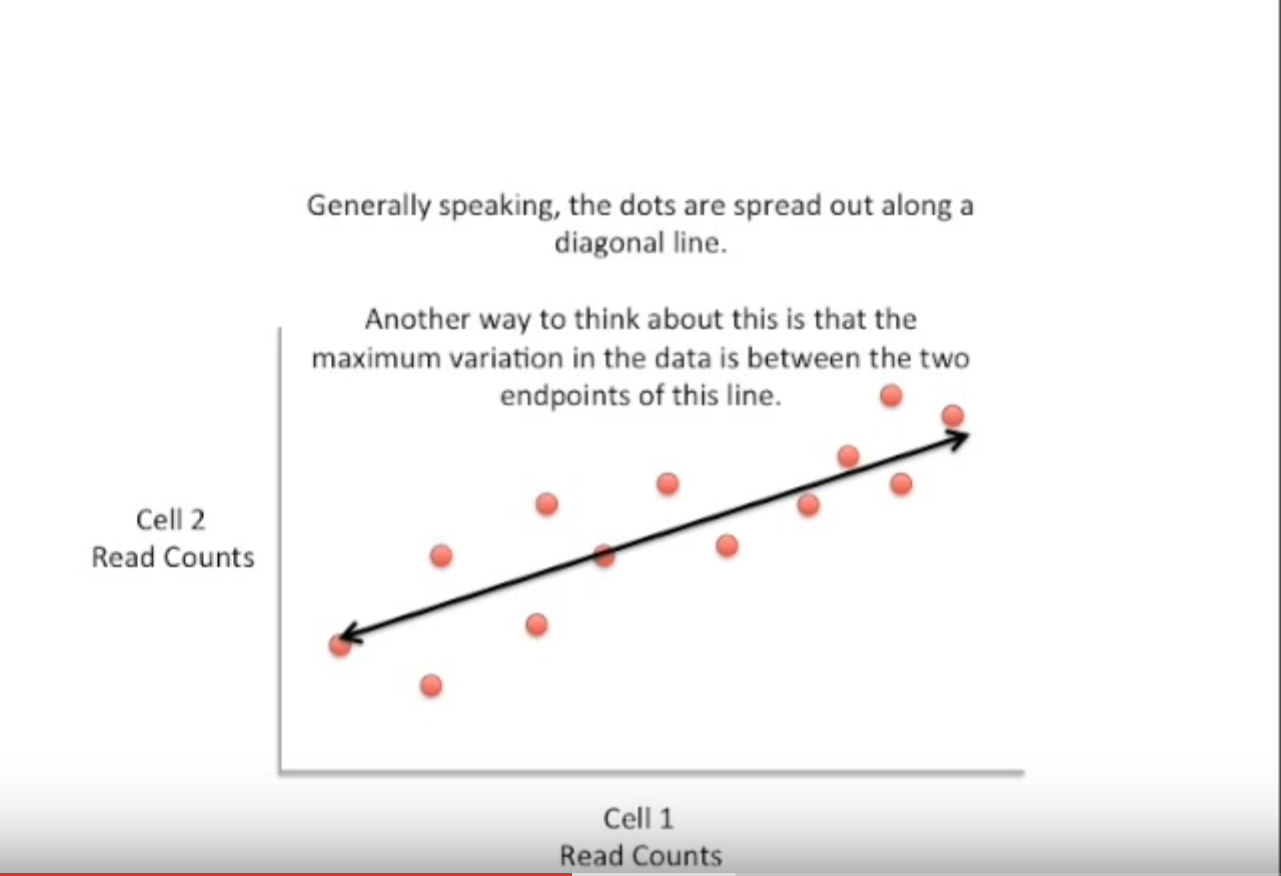 Generally speaking, the dots are spread out along a
diagonal line.
Another way to think about this is that the
maximum variation in the data is between the two
endpoints of this line.
Cell 2
Read Counts
Cell 1
Read Counts